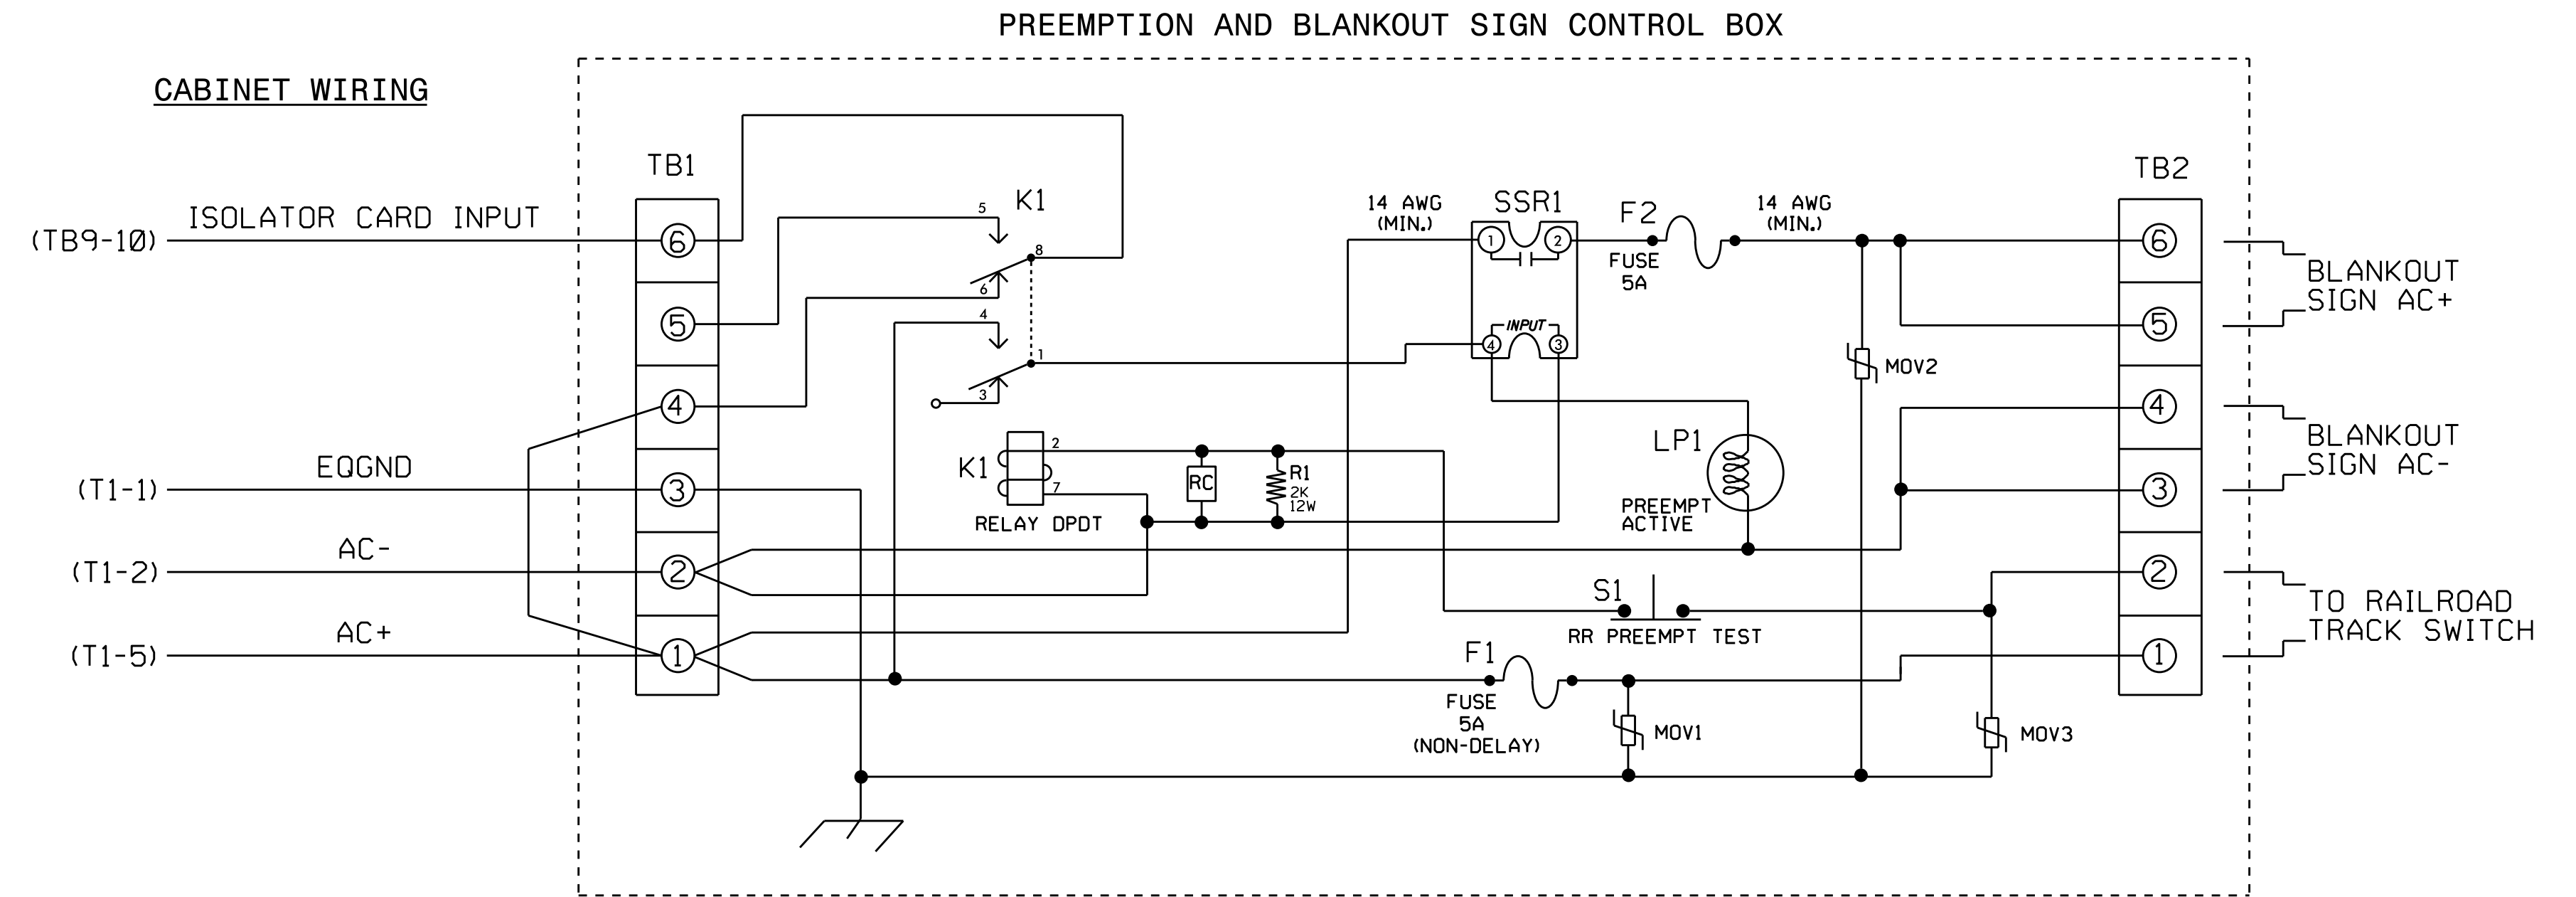 PREEMPTION AND BLANKOUT SIGN CONTROL BOX
CABINET WIRING
TB1
TB2
(TB9-10)
ISOLATOR CARD INPUT
(T1-1)
EQGND
(T1-2)
AC-
(T1-5)
AC+
6
5
4
3
2
1
K1
5
8
6
4
1
3
K1
2
7
RELAY DPDT
RC
R1
2K
12W
14 AWG
(MIN.)
SSR1
1
2
INPUT
4
3
F2
FUSE
5A
14 AWG
(MIN.)
MOV2
LP1
PREEMPT
ACTIVE
S1
RR PREEMPT TEST
F1
FUSE
5A
(NON-DELAY)
MOV1
MOV3
6
5
4
3
2
1
BLANKOUT
SIGN AC+
BLANKOUT
SIGN AC-
TO RAILROAD
TRACK SWITCH